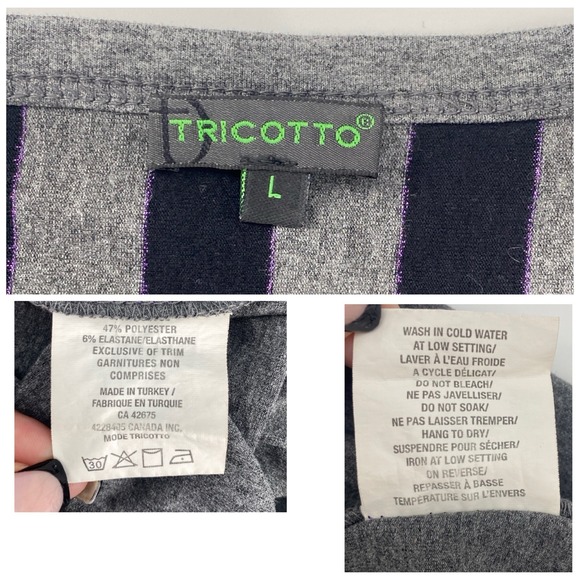 TRICOTTO®
L
47% POLYESTER
6% ELASTANE/ELASTHANE
EXCLUSIVE OF TRIM
GARNITURES NON
COMPRISES
MADE IN TURKEY/
FABRIQUE EN TURQUIE
CA 42675
4228405 CANADA INC.
MODE TRICOTTO
30
WASH IN COLD WATER
AT LOW SETTING/
LAVER À L'EAU FROIDE
A CYCLE DÉLICAT/
DO NOT BLEACH/
NE PAS JAVELLISER/
DO NOT SOAK/
NE PAS LAISSER TREMPER/
HANG TO DRY/
SUSPENDRE POUR SÉCHER/
IRON AT LOW SETTING
ON REVERSE/
REPASSER À BASSE
TEMPÉRATURE SUR L'ENVERS